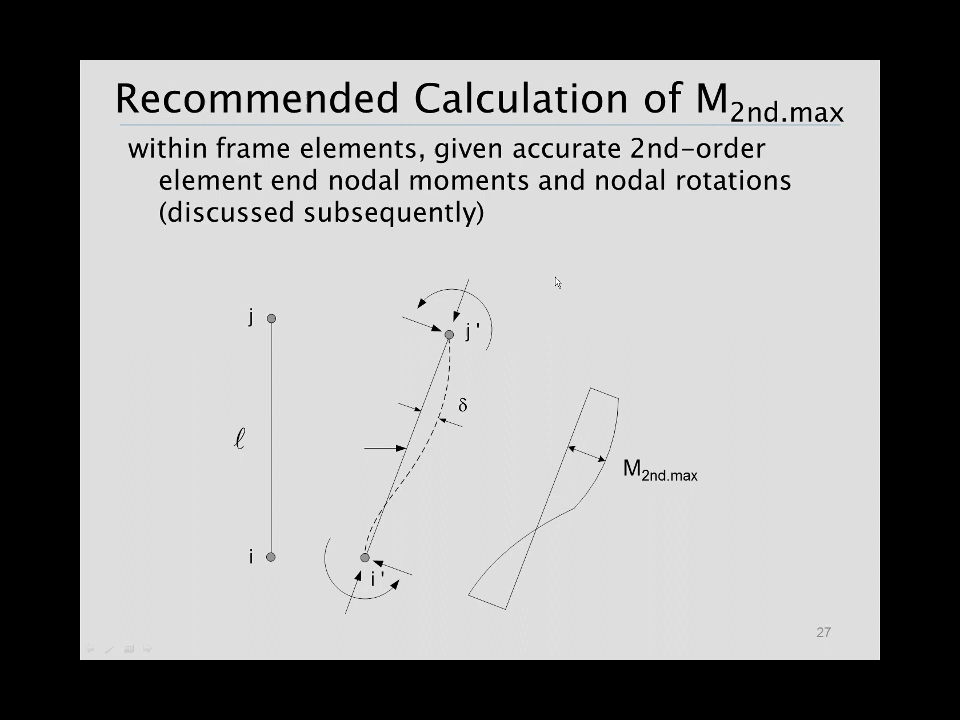 Recommended Calculation of M2nd.max
within frame elements, given accurate 2nd-order
element end nodal moments and nodal rotations
(discussed subsequently)
j
j'
δ
ℓ
M2nd.max
i
i'
27